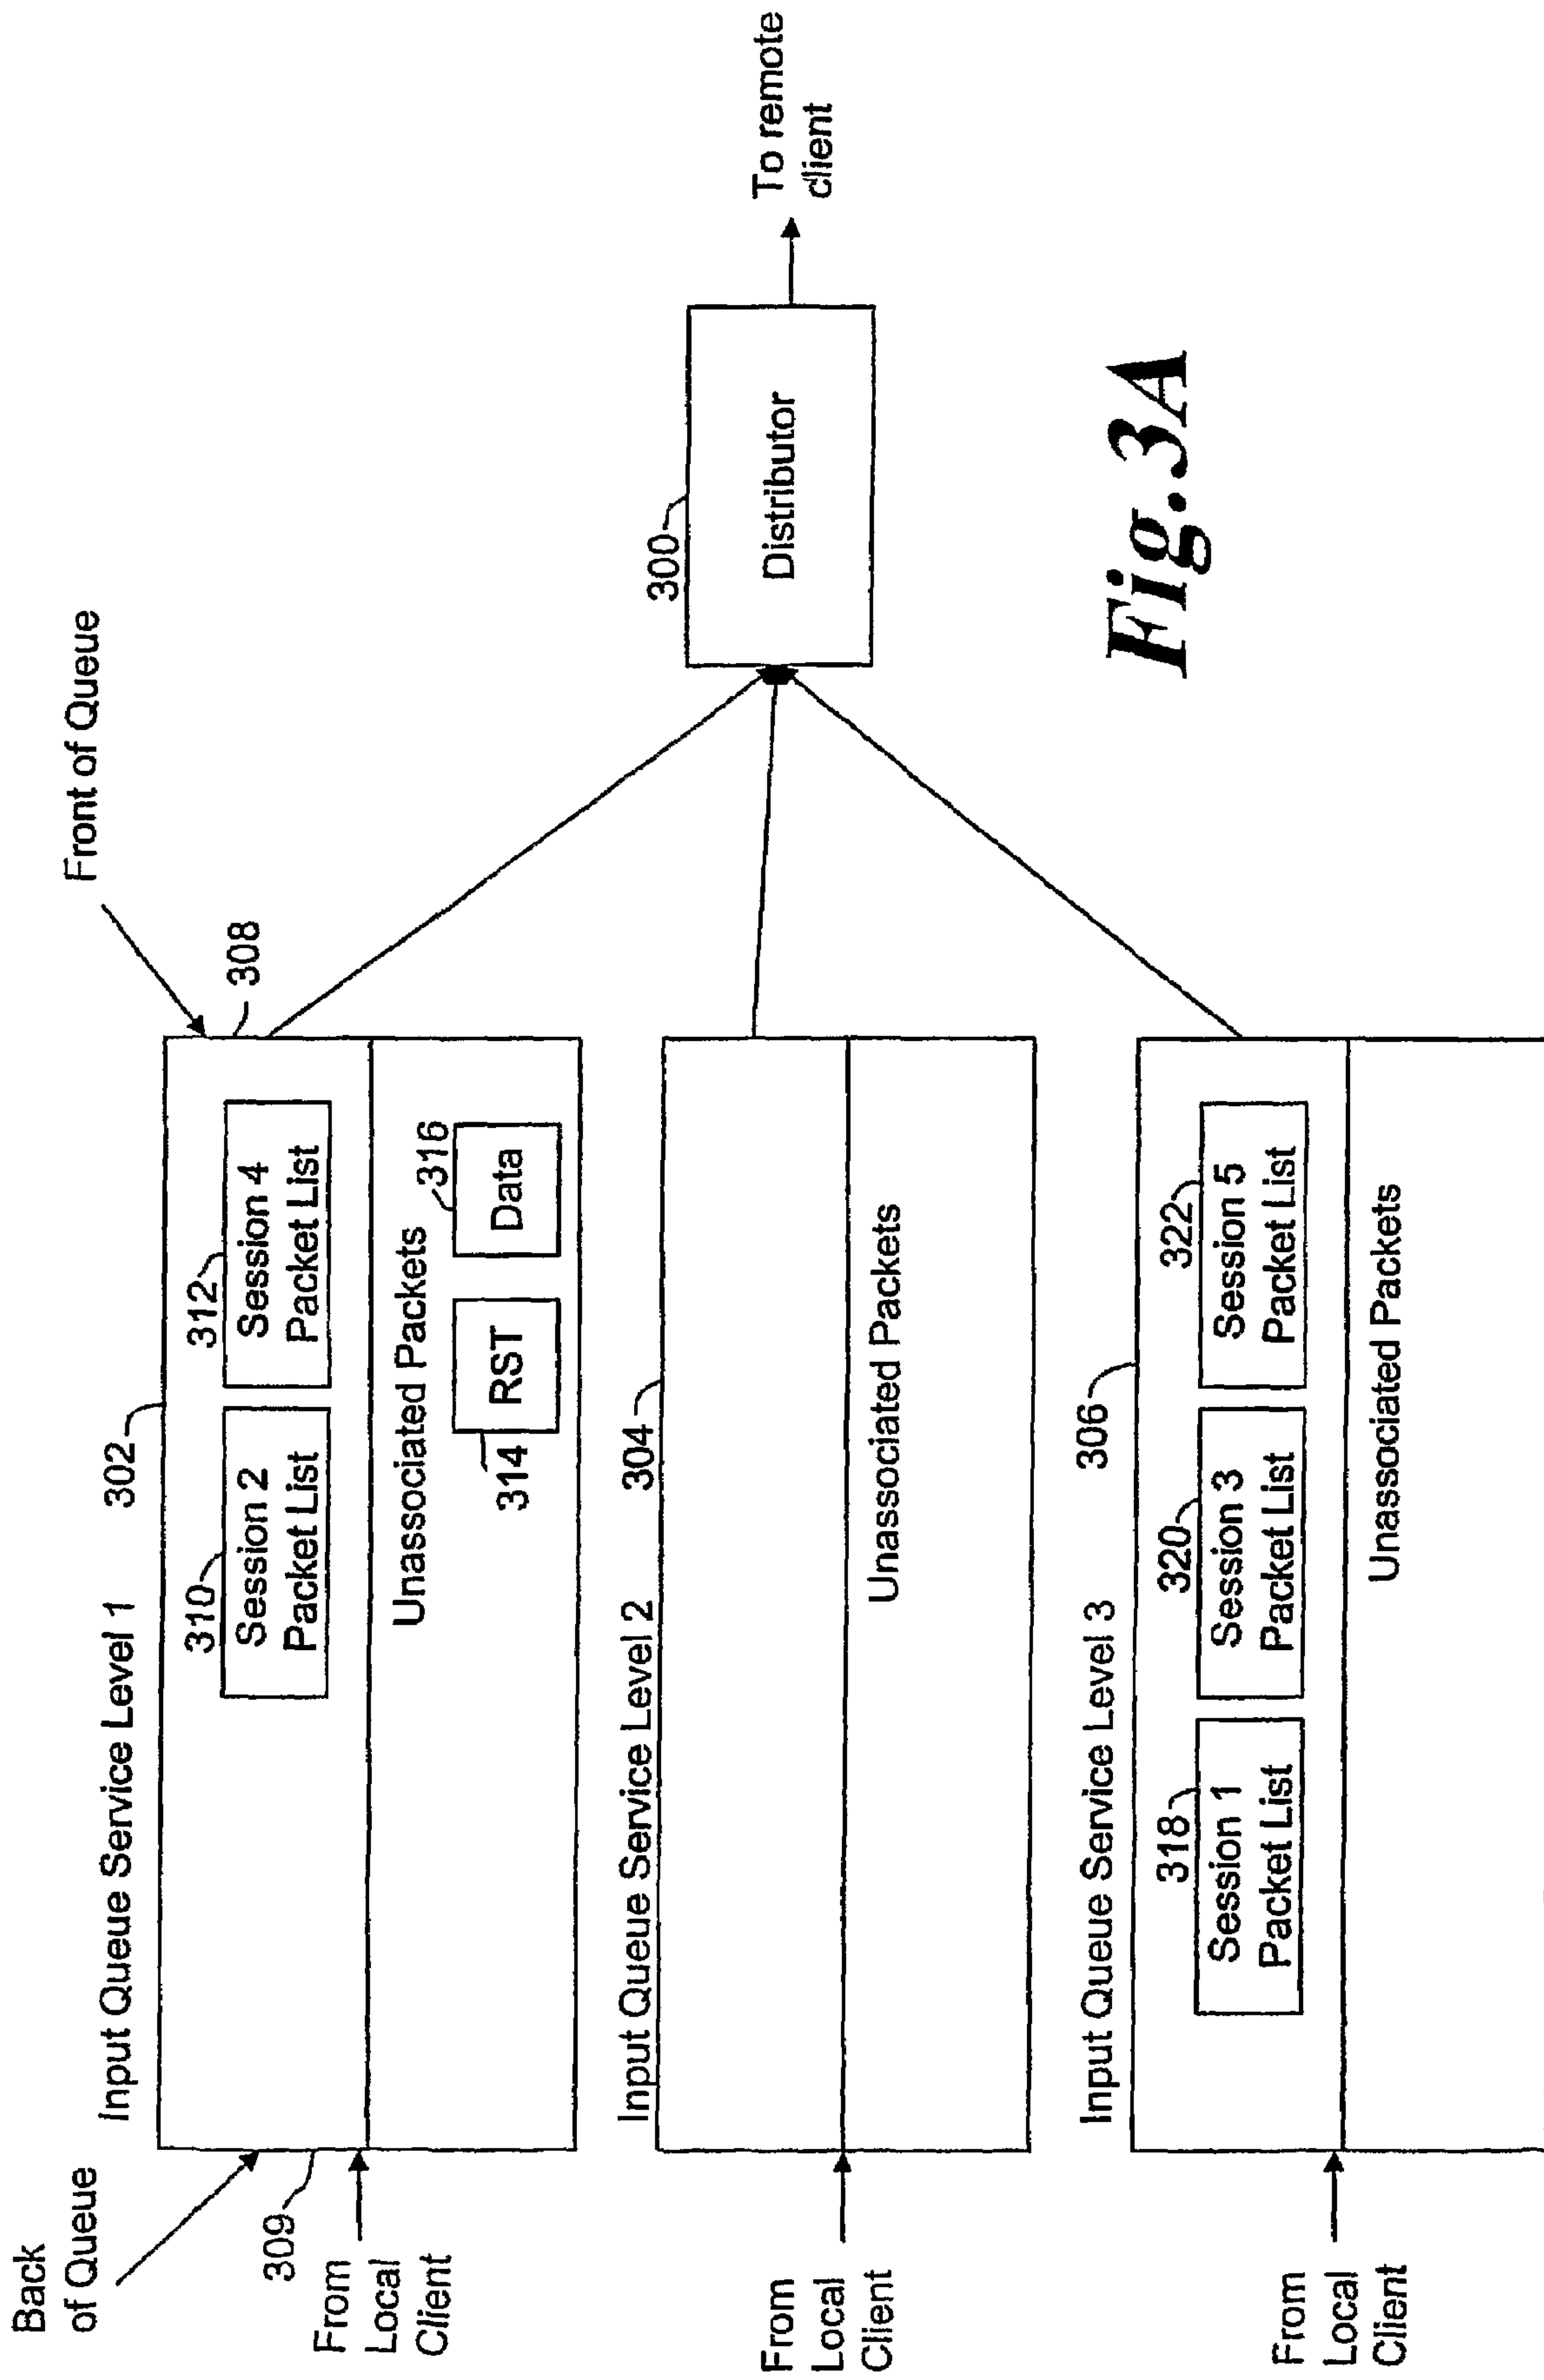 Back
of Queue
309
From
Local
Client
Input Queue Service Level 1
302
Front of Queue
308
310
Session 2
Packet List
312
Session 4
Packet List
Unassociated Packets
314
RST
316
Data
From
Local
Client
Input Queue Service Level 2
304
Unassociated Packets
300
Distributor
To remote
client
From
Local
Client
Input Queue Service Level 3
306
318
Session 1
Packet List
320
Session 3
Packet List
322
Session 5
Packet List
Unassociated Packets
Fig.3A